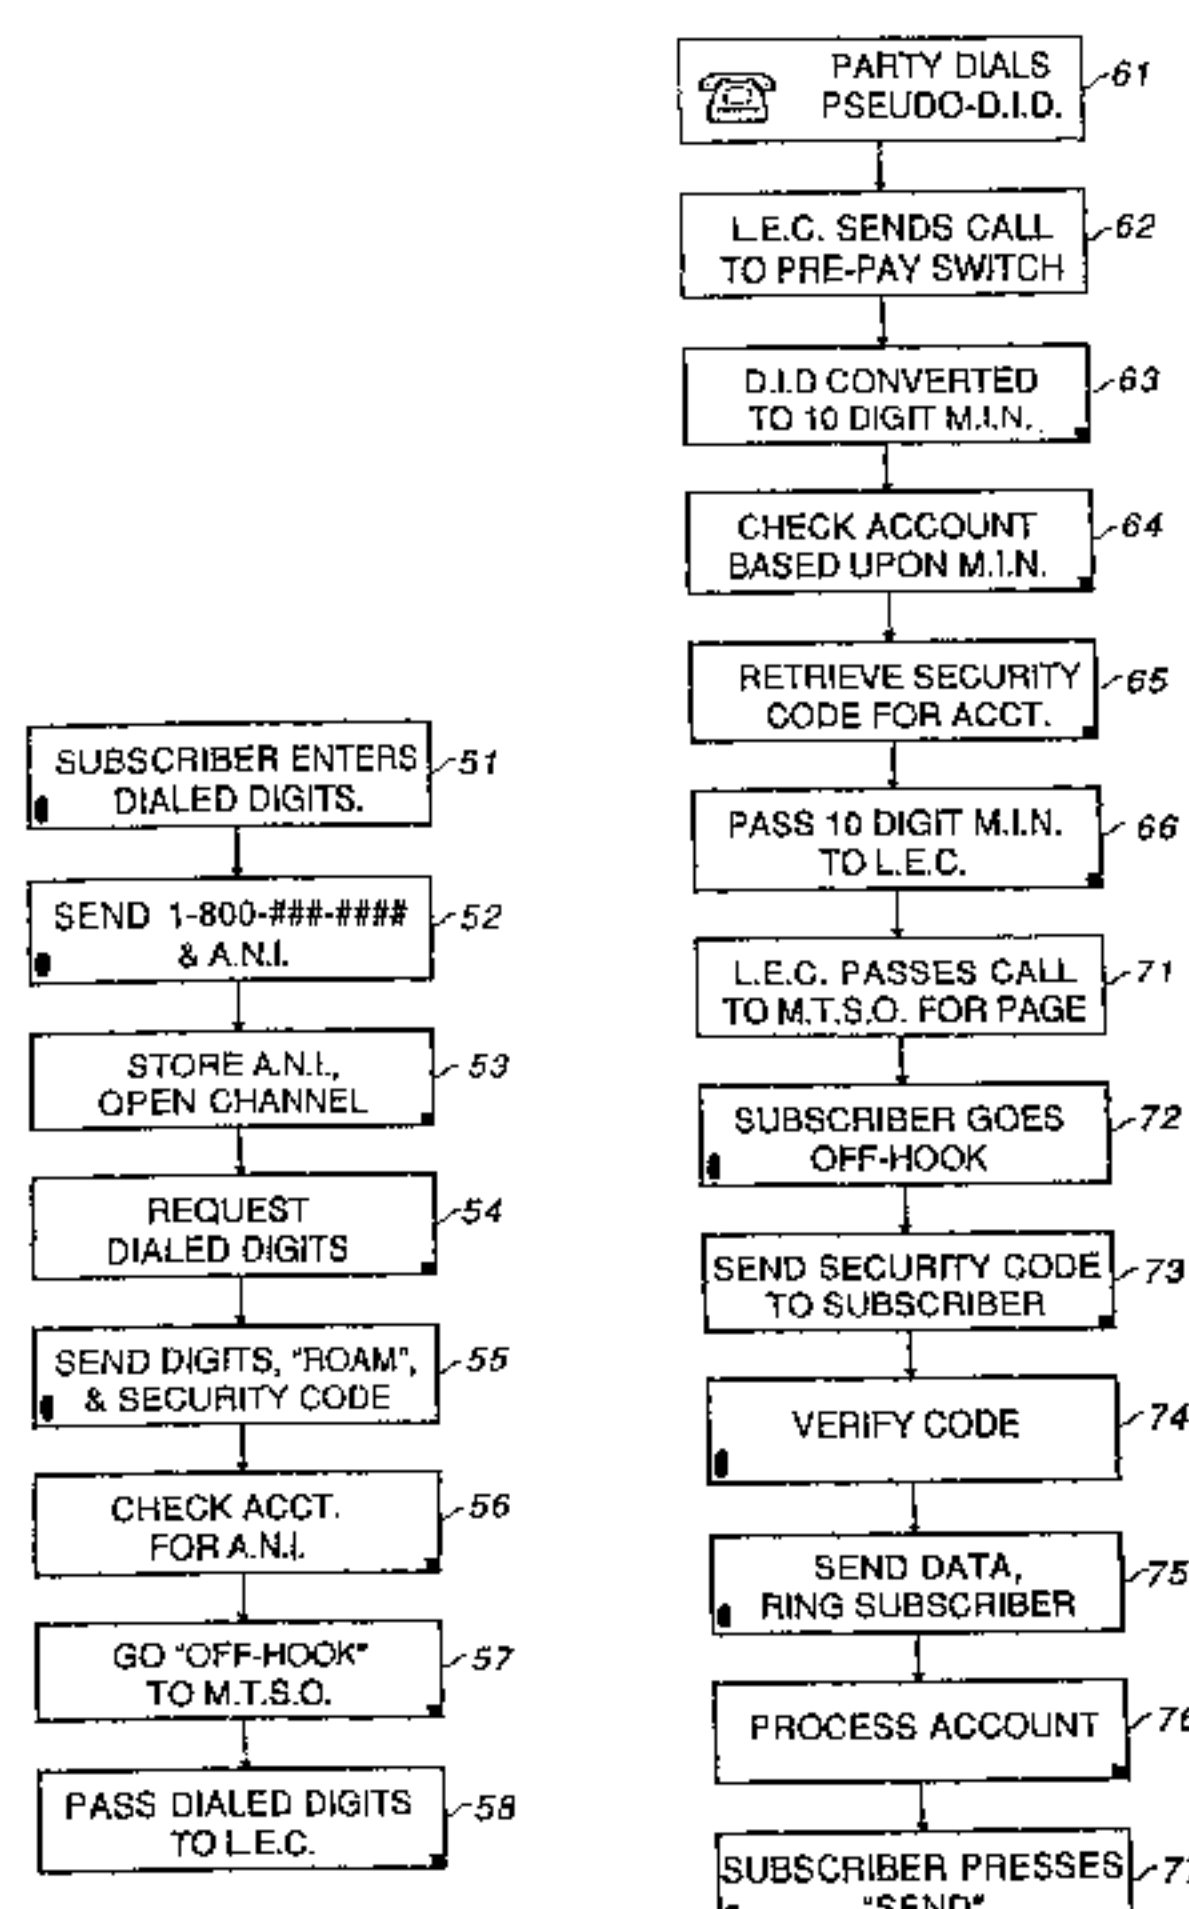 SUBSCRIBER ENTERS
DIALED DIGITS.
51
SEND 1-800-###-####
& A.N.I.
52
STORE A.N.I.,
OPEN CHANNEL
53
REQUEST
DIALED DIGITS
54
SEND DIGITS, "ROAM",
& SECURITY CODE
55
CHECK ACCT.
FOR A.N.I.
56
GO "OFF-HOOK"
TO M.T.S.O.
57
PASS DIALED DIGITS
TO L.E.C.
58
PARTY DIALS
PSEUDO-D.I.D.
61
L.E.C. SENDS CALL
TO PRE-PAY SWITCH
62
D.I.D CONVERTED
TO 10 DIGIT M.I.N.
63
CHECK ACCOUNT
BASED UPON M.I.N.
64
RETRIEVE SECURITY
CODE FOR ACCT.
65
PASS 10 DIGIT M.I.N.
TO L.E.C.
66
L.E.C. PASSES CALL
TO M.T.S.O. FOR PAGE
71
SUBSCRIBER GOES
OFF-HOOK
72
SEND SECURITY CODE
TO SUBSCRIBER
73
VERIFY CODE
74
SEND DATA,
RING SUBSCRIBER
75
PROCESS ACCOUNT
76
SUBSCRIBER PRESSES
"SEND"
77